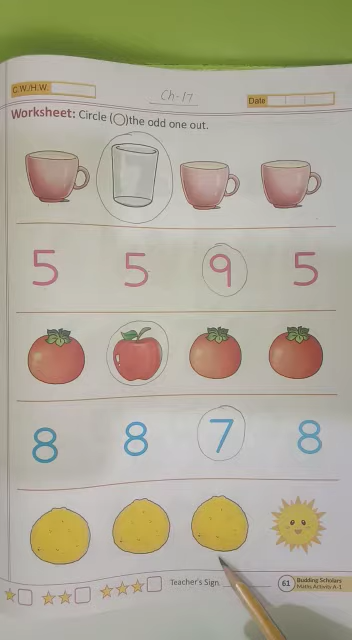 C.W./H.W.
Ch-17
Date
Worksheet: Circle (○)the odd one out.
5 5 9 5
8 8 7 8
Teacher's Sign.
61
Budding Scholars
Maths Activity A-1